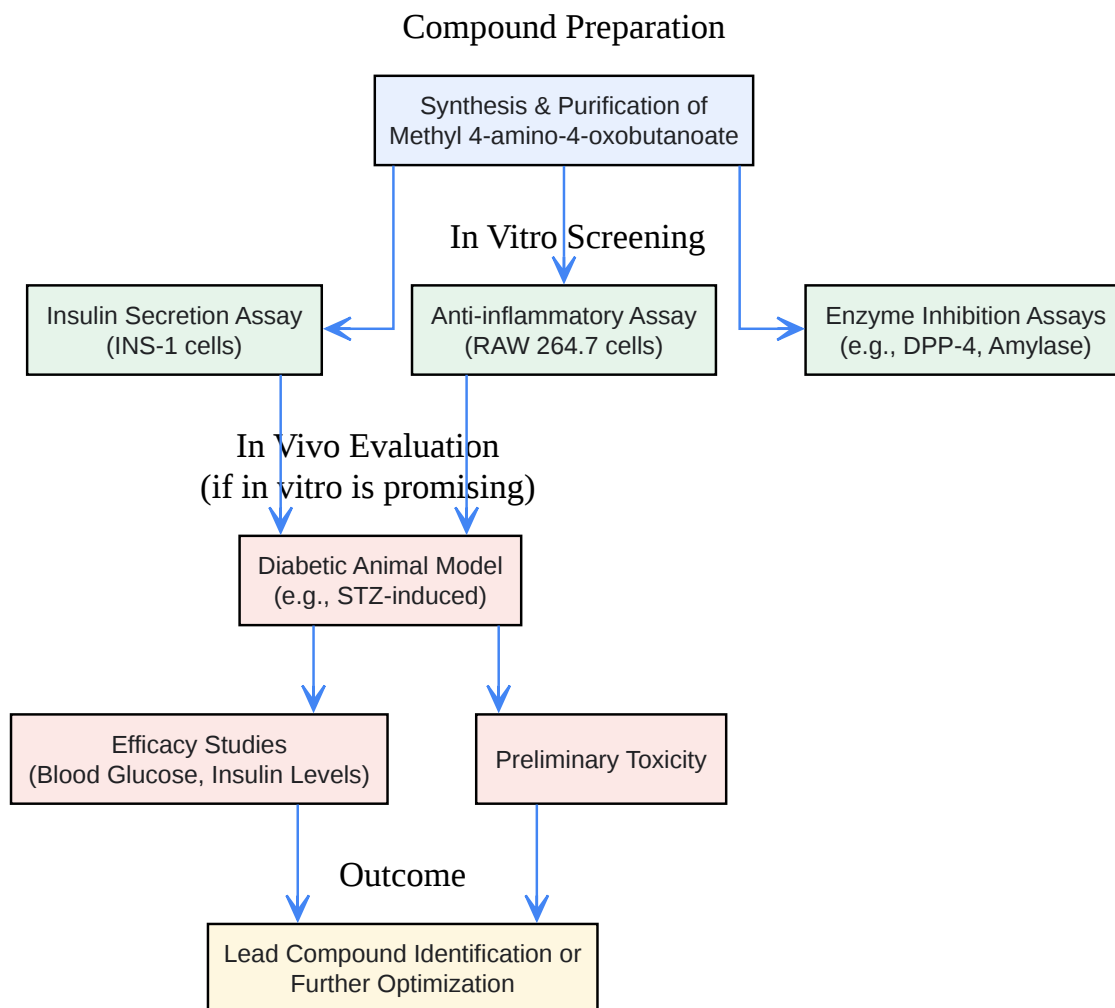 Compound Preparation
Synthesis & Purification of
Methyl 4-amino-4-oxobutanoate
In Vitro Screening
Insulin Secretion Assay
(INS-1 cells)
Anti-inflammatory Assay
(RAW 264.7 cells)
Enzyme Inhibition Assays
(e.g., DPP-4, Amylase)
In Vivo Evaluation
(if in vitro is promising)
Diabetic Animal Model
(e.g., STZ-induced)
Efficacy Studies
(Blood Glucose, Insulin Levels)
Preliminary Toxicity
Outcome
Lead Compound Identification or
Further Optimization